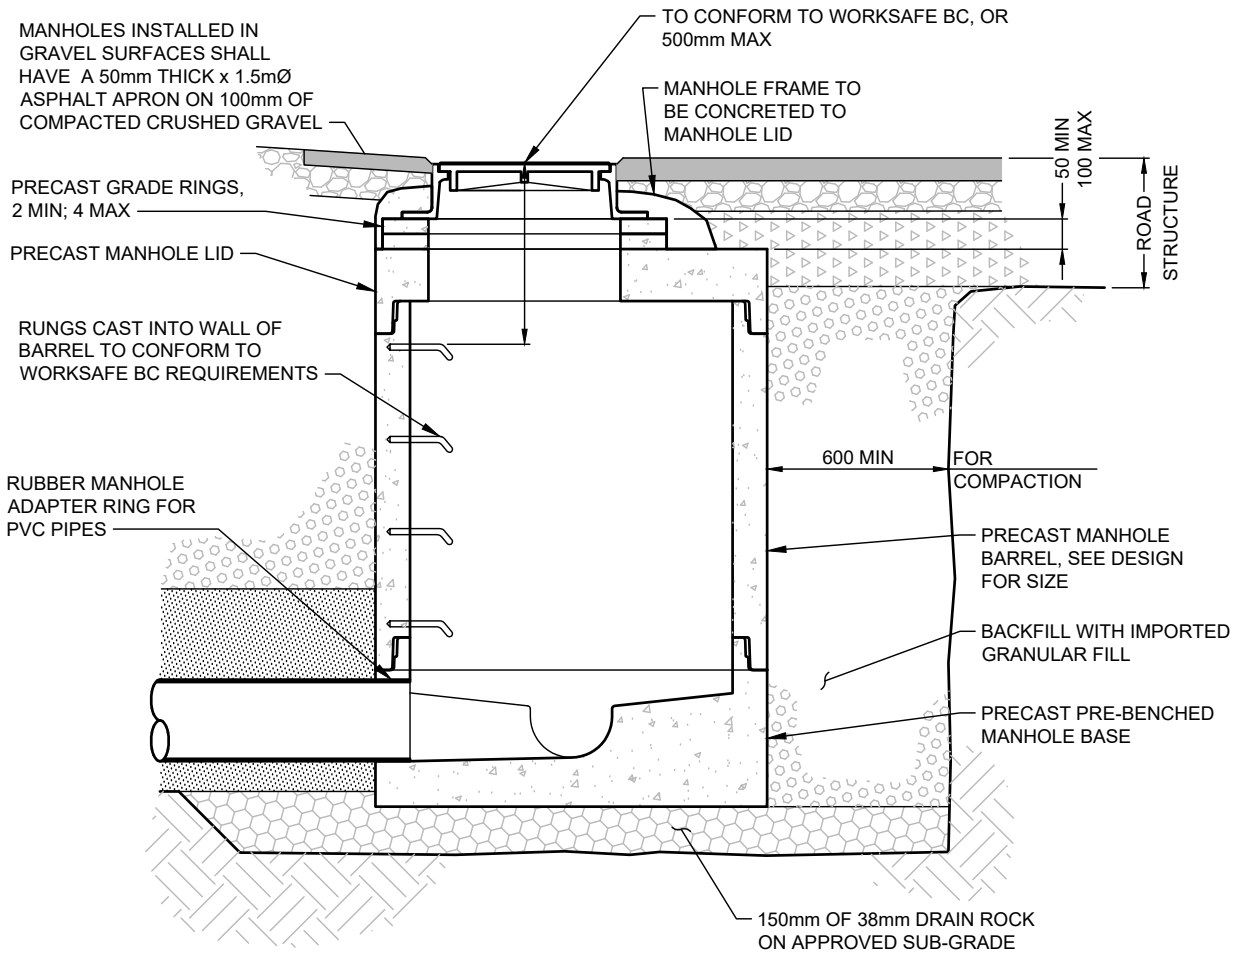 MANHOLES INSTALLED IN
GRAVEL SURFACES SHALL
HAVE A 50mm THICK x 1.5mØ
ASPHALT APRON ON 100mm OF
COMPACTED CRUSHED GRAVEL
TO CONFORM TO WORKSAFE BC, OR
500mm MAX
MANHOLE FRAME TO
BE CONCRETED TO
MANHOLE LID
50 MIN
100 MAX
ROAD
STRUCTURE
PRECAST GRADE RINGS,
2 MIN; 4 MAX
PRECAST MANHOLE LID
RUNGS CAST INTO WALL OF
BARREL TO CONFORM TO
WORKSAFE BC REQUIREMENTS
600 MIN
FOR
COMPACTION
RUBBER MANHOLE
ADAPTER RING FOR
PVC PIPES
PRECAST MANHOLE
BARREL, SEE DESIGN
FOR SIZE
BACKFILL WITH IMPORTED
GRANULAR FILL
PRECAST PRE-BENCHED
MANHOLE BASE
150mm OF 38mm DRAIN ROCK
ON APPROVED SUB-GRADE